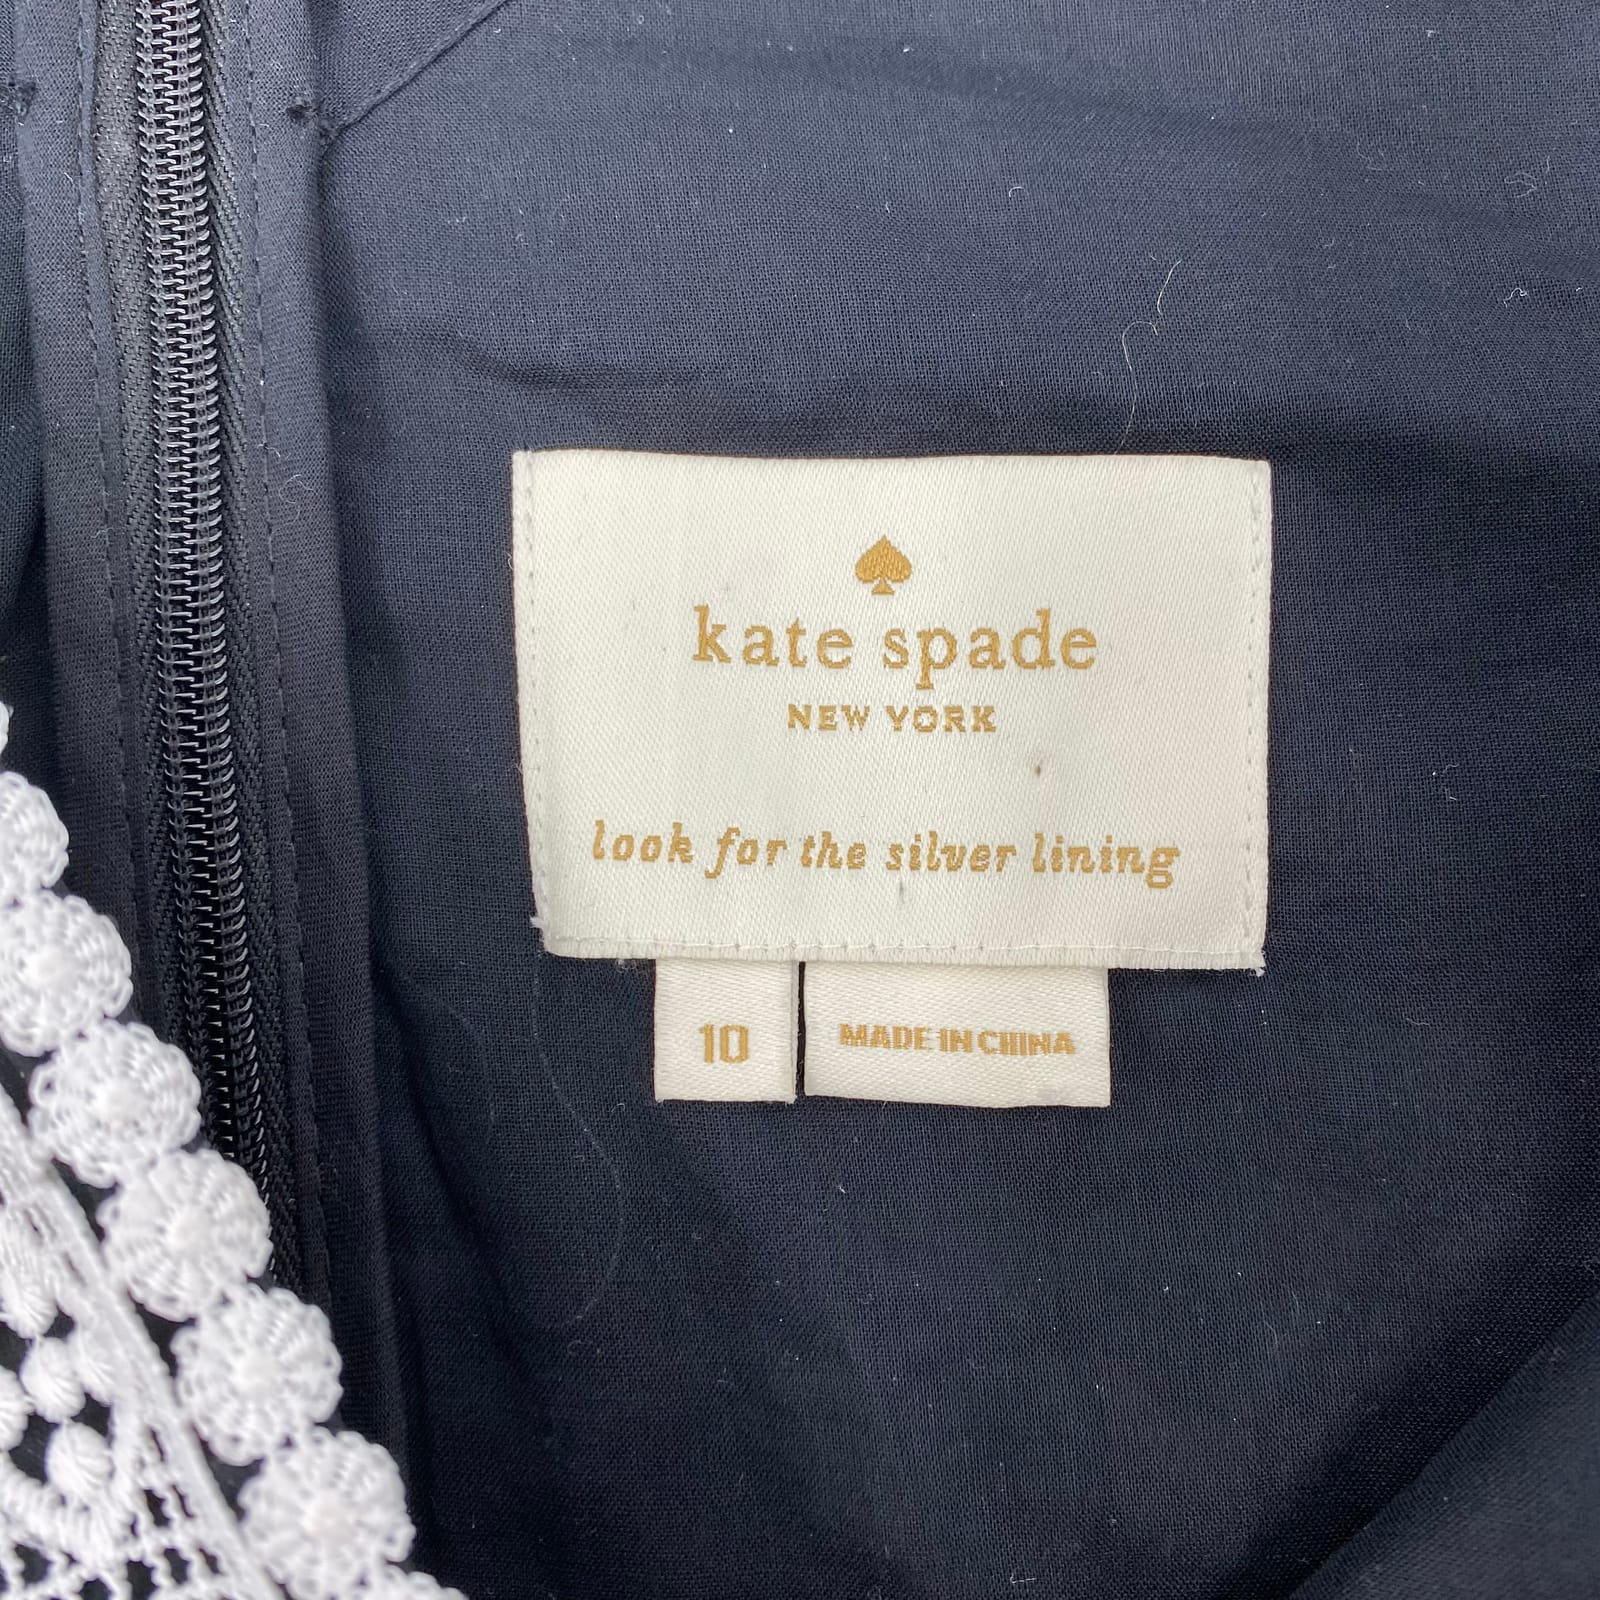 kate spade
NEW YORK
look for the silver lining
10
MADE IN CHINA